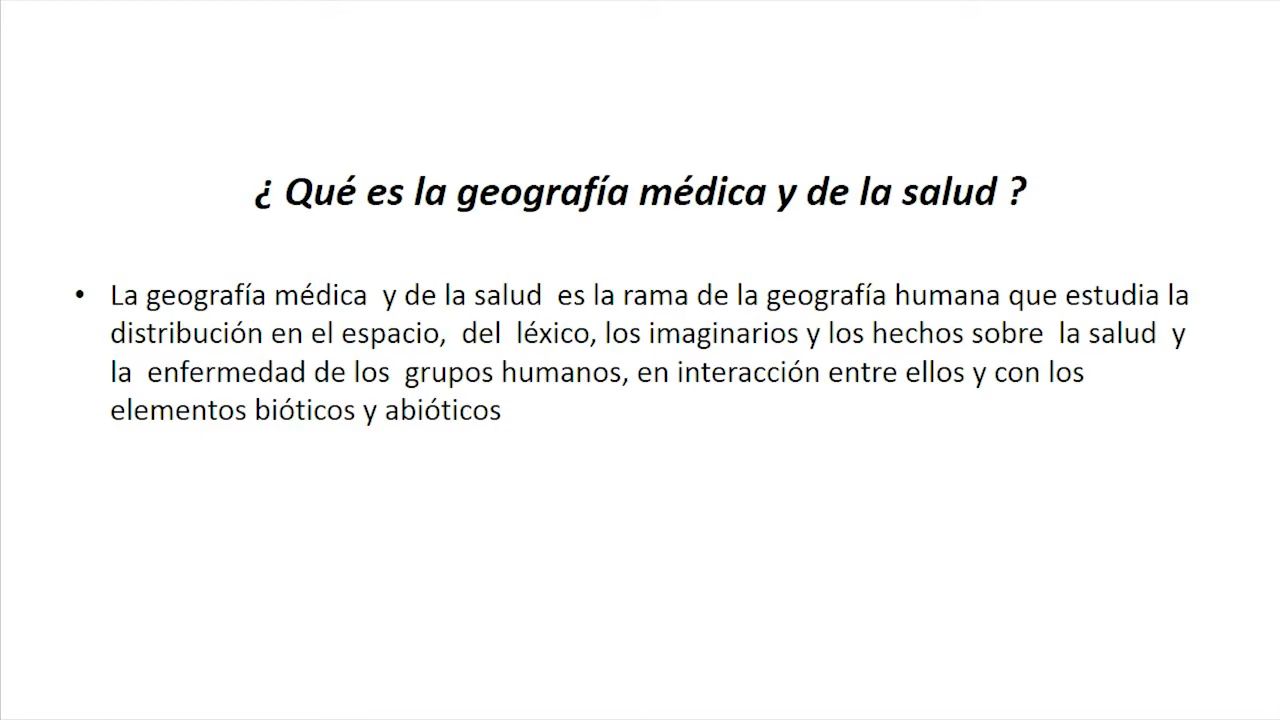 ¿ Qué es la geografía médica y de la salud ?
• La geografía médica  y de la salud  es la rama de la geografía humana que estudia la
distribución en el espacio,  del  léxico, los imaginarios y los hechos sobre  la salud  y
la  enfermedad de los  grupos humanos, en interacción entre ellos y con los
elementos bióticos y abióticos